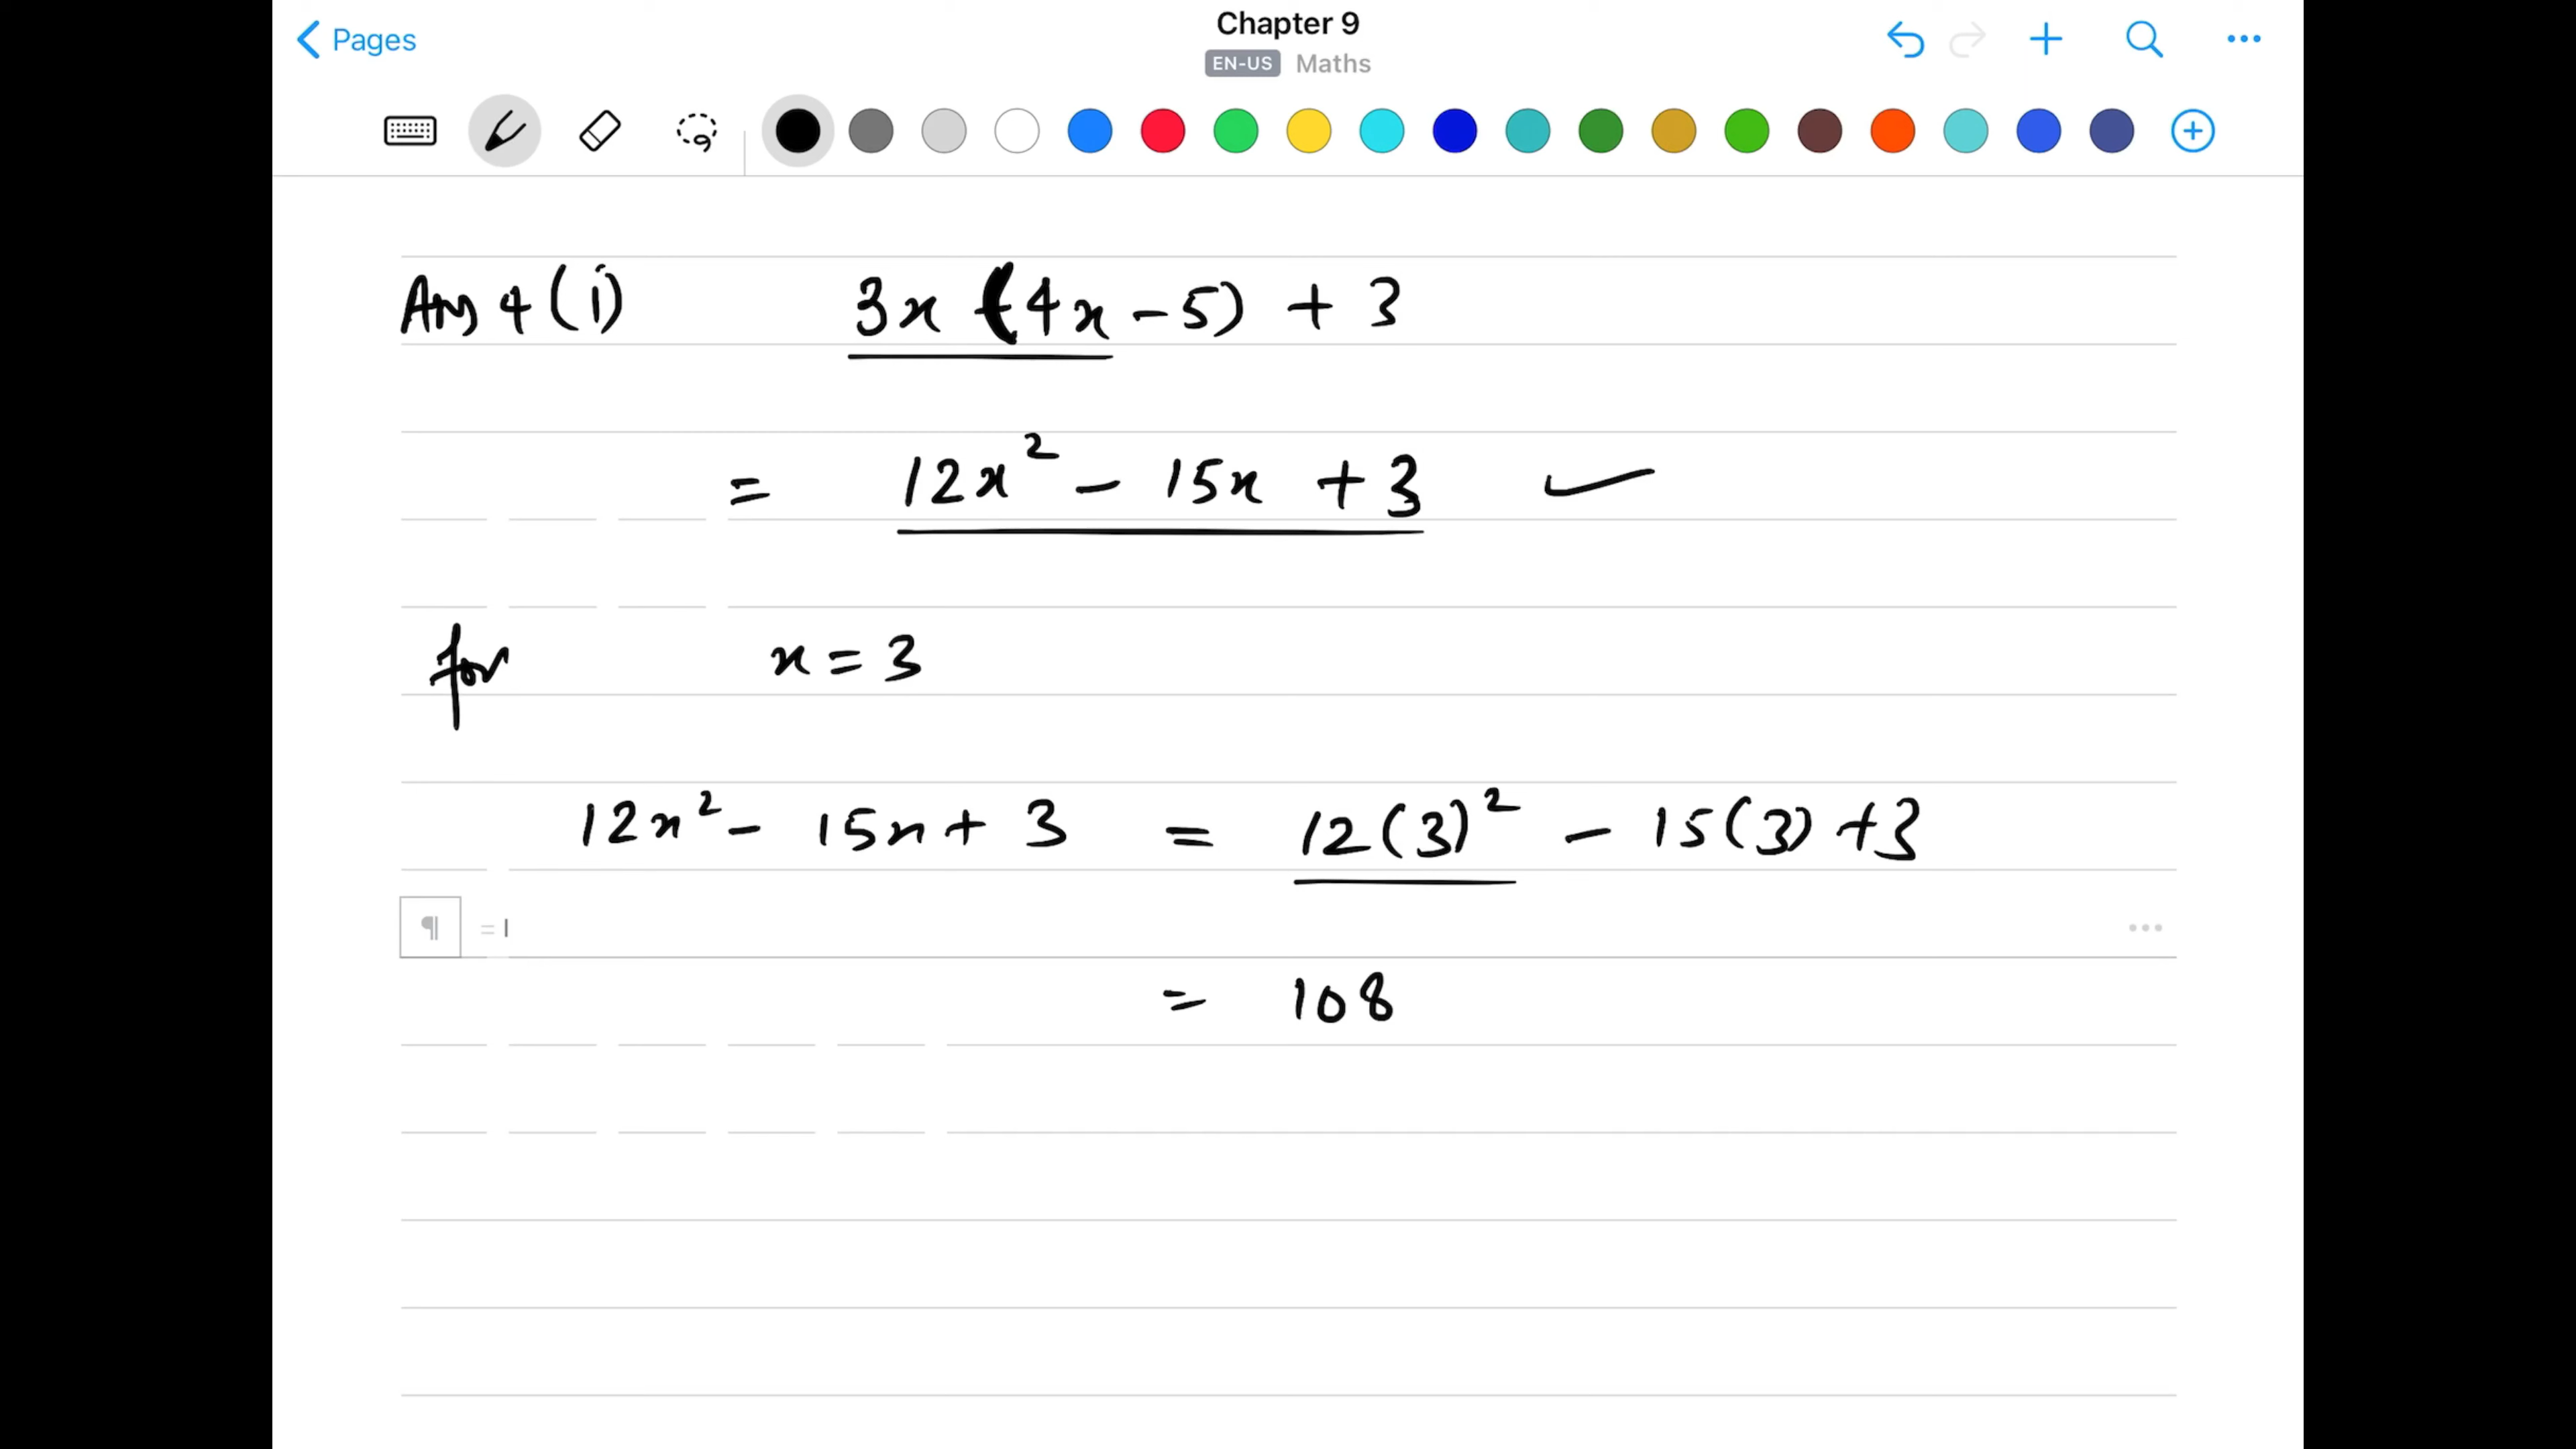 Pages
Chapter 9
EN-US Maths
Ans 4 (i) 3x (4x - 5) + 3
= 12x² - 15x + 3 ✓
for x = 3
12x² - 15x + 3 = 12(3)² - 15(3) + 3
¶ = |
= 108